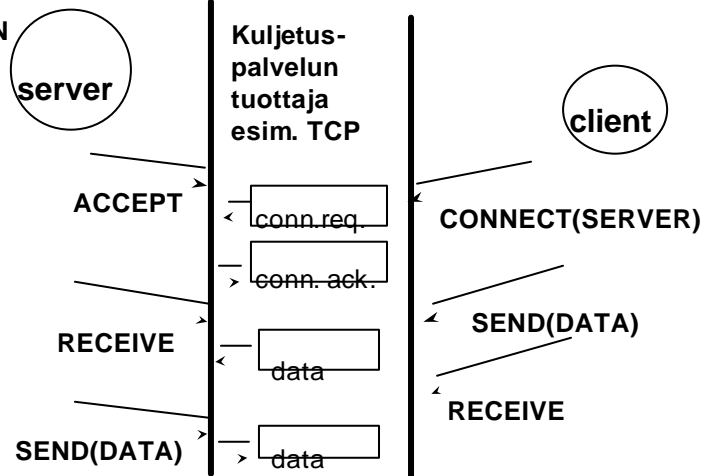 N
server
Kuljetus-
palvelun
tuottaja
esim. TCP
client
ACCEPT
conn.req.
CONNECT(SERVER)
conn. ack.
SEND(DATA)
RECEIVE
data
RECEIVE
SEND(DATA)
data